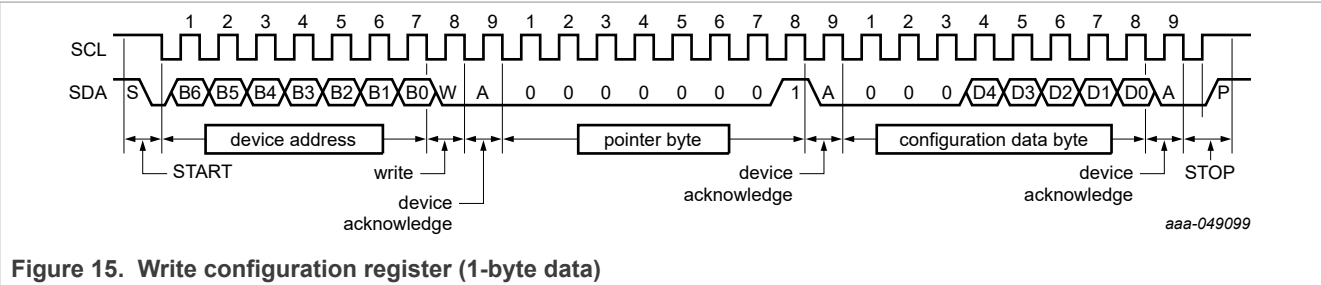 1 2 3 4 5 6 7 8 9 1 2 3 4 5 6 7 8 9 1 2 3 4 5 6 7 8 9
SCL
SDA S B6 B5 B4 B3 B2 B1 B0 W A 0 0 0 0 0 0 0 1 A 0 0 0 D4 D3 D2 D1 D0 A P
device address pointer byte configuration data byte
START write device device STOP
acknowledge acknowledge
device
acknowledge
aaa-049099
Figure 15. Write configuration register (1-byte data)